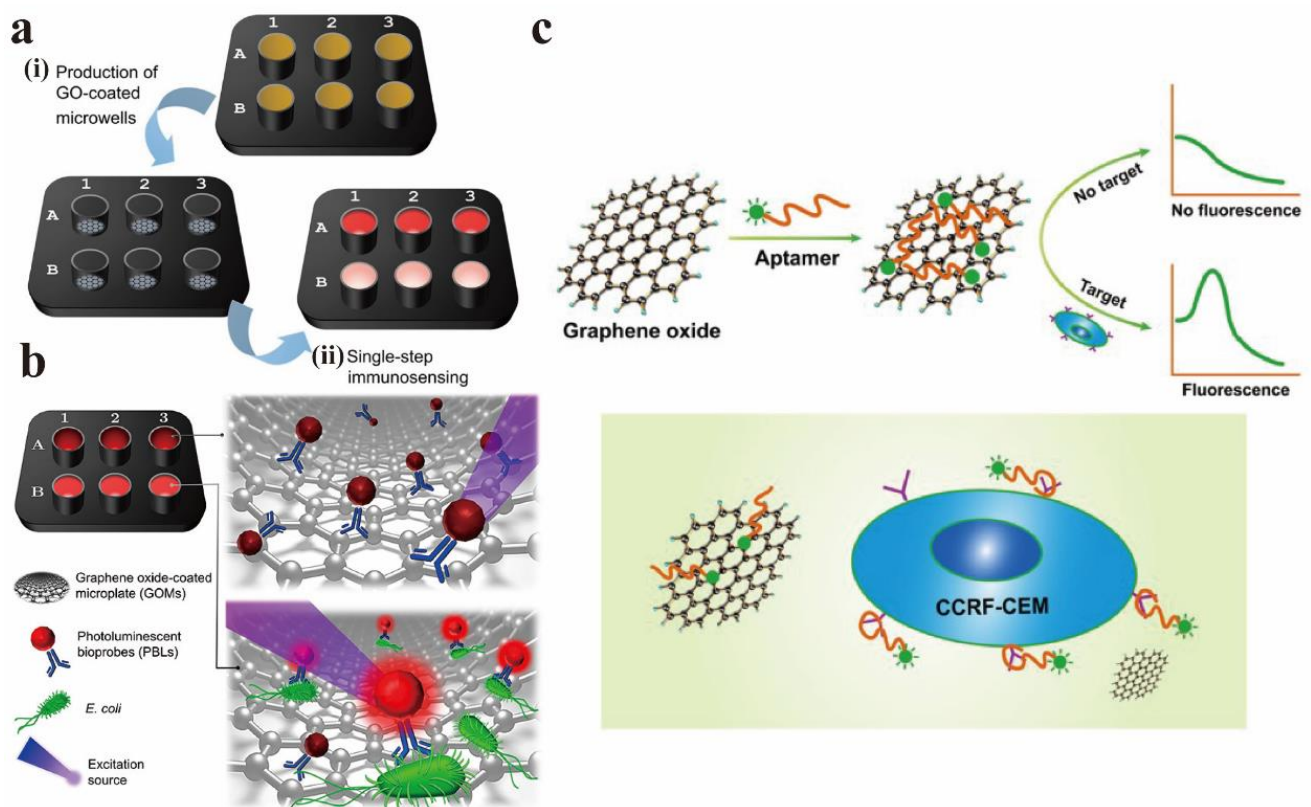 a
1 2 3
A
B
(i) Production of
GO-coated
microwells
1 2 3
A
B
1 2 3
A
B
(ii) Single-step
immunosensing
b
1 2 3
A
B
Graphene oxide-coated
microplate (GOMs)
Photoluminescent
bioprobes (PBLs)
E. coli
Excitation
source
c
Graphene oxide
Aptamer
No target
No fluorescence
Target
Fluorescence
CCRF-CEM